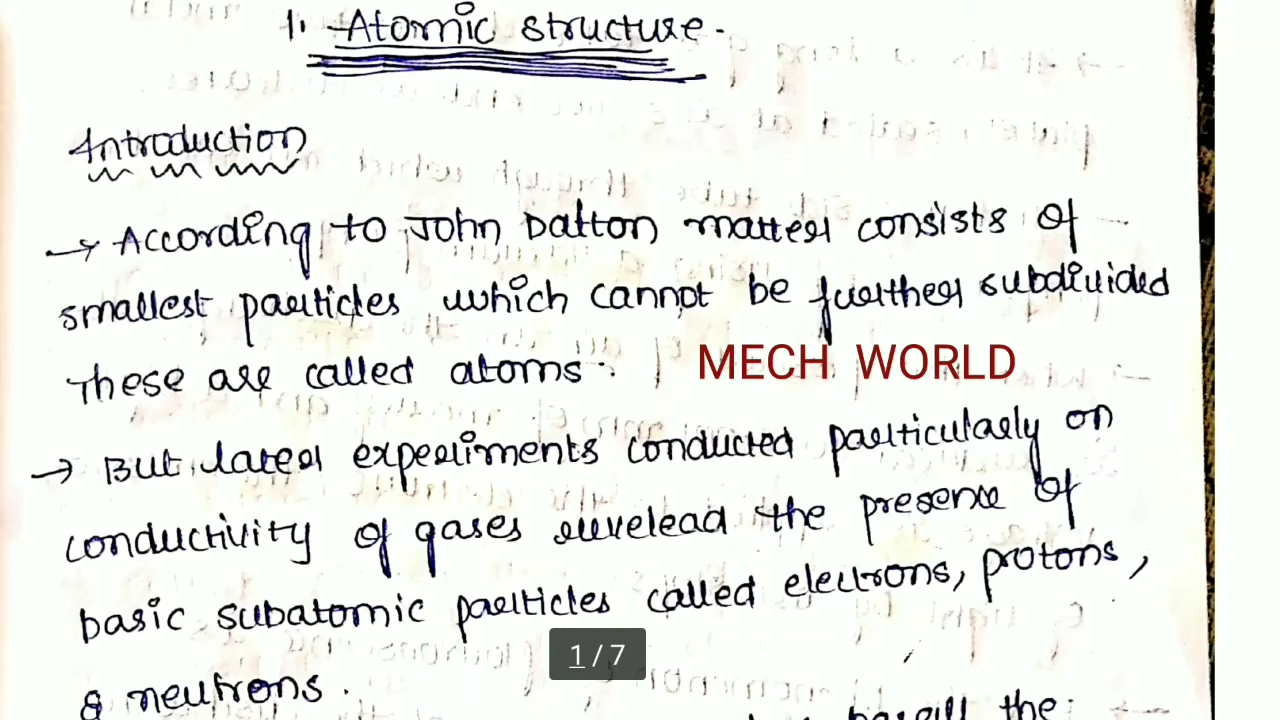 1. Atomic structure.
Introduction
→ According to John Dalton matter consists of
smallest particles which cannot be further subdivided
These are called atoms.
MECH WORLD
→ But later experiments conducted particularly on
conductivity of gases revelead the presence of
basic subatomic particles called electrons, protons,
& neutrons.
1/7
the